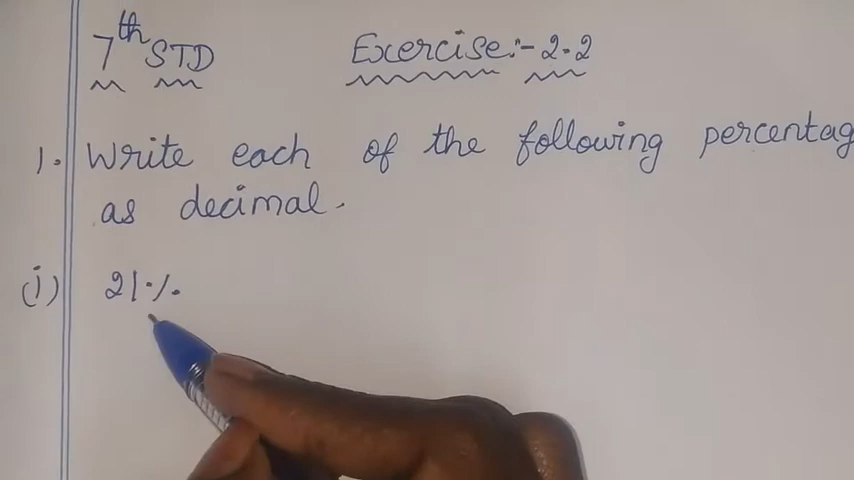 7th STD Exercise:- 2.2
1. Write each of the following percentag
as decimal.
(i) 21%